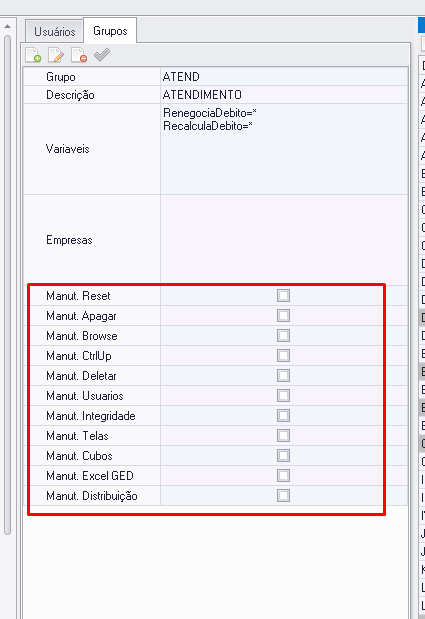 Usuários Grupos
Grupo ATEND
Descrição ATENDIMENTO
Variaveis RenegociaDebito=*
RecalculaDebito=*
Empresas
Manut. Reset
Manut. Apagar
Manut. Browse
Manut. CtrlUp
Manut. Deletar
Manut. Usuarios
Manut. Integridade
Manut. Telas
Manut. Cubos
Manut. Excel GED
Manut. Distribuição